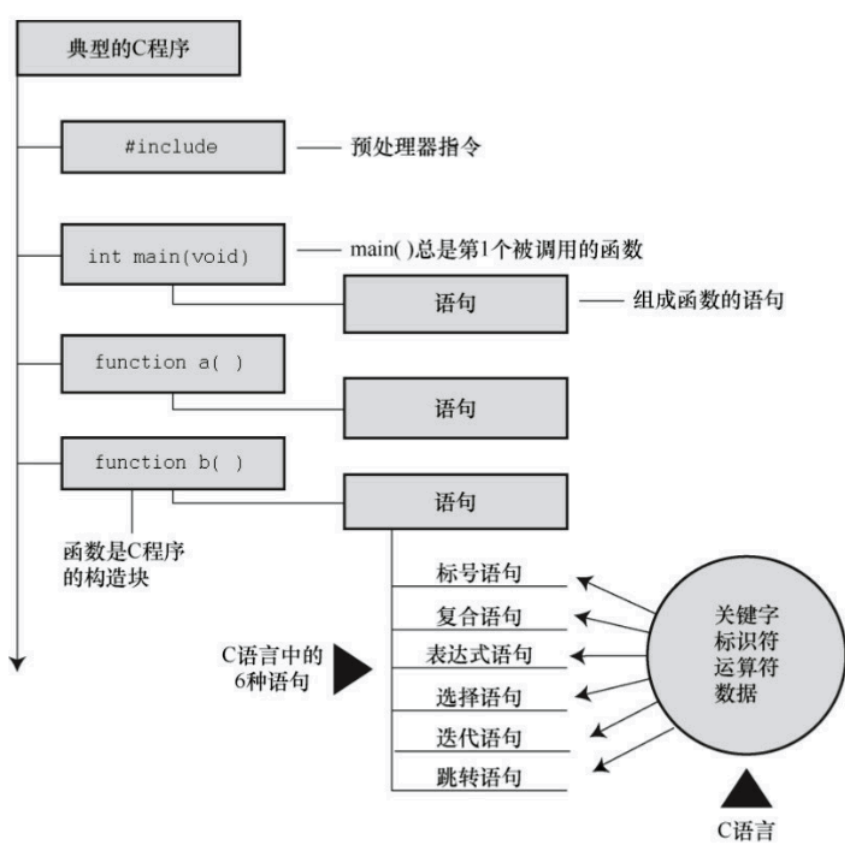 典型的C程序
#include
预处理器指令
int main(void)
main( )总是第1个被调用的函数
语句
组成函数的语句
function a( )
语句
function b( )
语句
函数是C程序
的构造块
标号语句
复合语句
表达式语句
选择语句
迭代语句
跳转语句
C语言中的
6种语句
关键字
标识符
运算符
数据
C语言